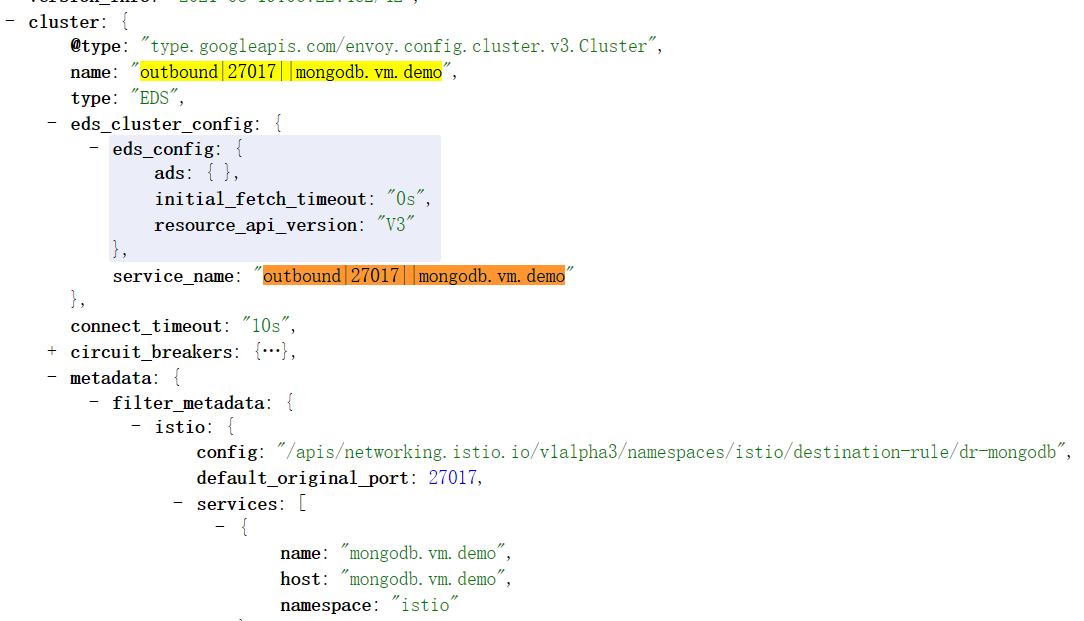 - cluster: {
@type: "type.googleapis.com/envoy.config.cluster.v3.Cluster",
name: "outbound|27017||mongodb.vm.demo",
type: "EDS",
- eds_cluster_config: {
- eds_config: {
ads: { },
initial_fetch_timeout: "0s",
resource_api_version: "V3"
},
service_name: "outbound|27017||mongodb.vm.demo"
},
connect_timeout: "10s",
+ circuit_breakers: {…},
- metadata: {
- filter_metadata: {
- istio: {
config: "/apis/networking.istio.io/v1alpha3/namespaces/istio/destination-rule/dr-mongodb",
default_original_port: 27017,
- services: [
- {
name: "mongodb.vm.demo",
host: "mongodb.vm.demo",
namespace: "istio"